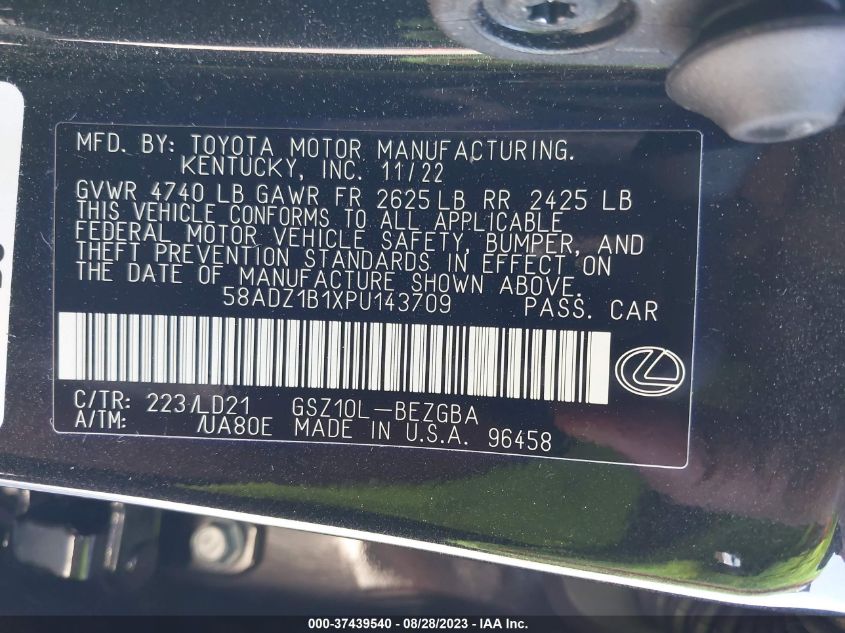 MFD. BY: TOYOTA MOTOR MANUFACTURING.
KENTUCKY, INC. 11/22
GVWR 4740 LB GAWR FR 2625 LB RR 2425 LB
THIS VEHICLE CONFORMS TO ALL APPLICABLE
FEDERAL MOTOR VEHICLE SAFETY, BUMPER, AND
THEFT PREVENTION STANDARDS IN EFFECT ON
THE DATE OF MANUFACTURE SHOWN ABOVE.
58ADZ1B1XPU143709 PASS. CAR
C/TR: 223/LD21 GSZ10L-BEZGBA
A/TM: /UA80E MADE IN U.S.A. 96458
000-37439540 - 08/28/2023 - IAA Inc.